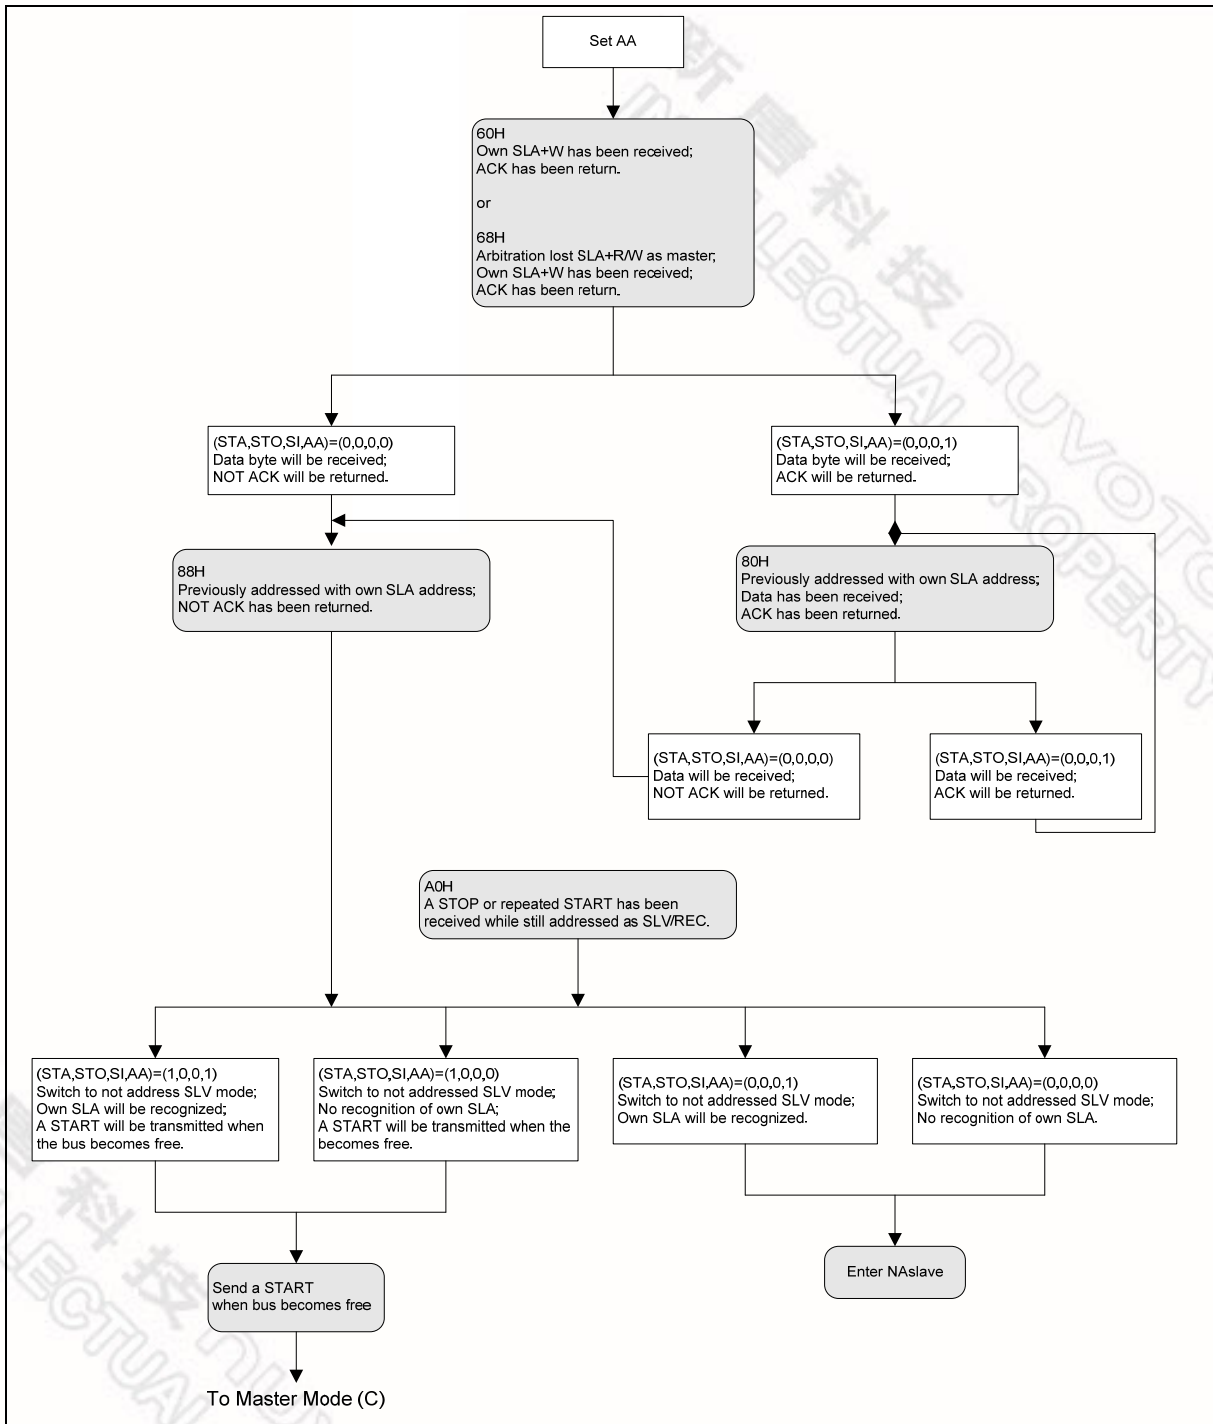 Set AA
60H
Own SLA+W has been received;
ACK has been return.
or
68H
Arbitration lost SLA+R/W as master;
Own SLA+W has been received;
ACK has been return.
(STA,STO,SI,AA)=(0,0,0,0)
Data byte will be received;
NOT ACK will be returned.
(STA,STO,SI,AA)=(0,0,0,1)
Data byte will be received;
ACK will be returned.
88H
Previously addressed with own SLA address;
NOT ACK has been returned.
80H
Previously addressed with own SLA address;
Data has been received;
ACK has been returned.
(STA,STO,SI,AA)=(0,0,0,0)
Data will be received;
NOT ACK will be returned.
(STA,STO,SI,AA)=(0,0,0,1)
Data will be received;
ACK will be returned.
A0H
A STOP or repeated START has been
received while still addressed as SLV/REC.
(STA,STO,SI,AA)=(1,0,0,1)
Switch to not address SLV mode;
Own SLA will be recognized;
A START will be transmitted when
the bus becomes free.
(STA,STO,SI,AA)=(1,0,0,0)
Switch to not addressed SLV mode;
No recognition of own SLA;
A START will be transmitted when the
becomes free.
(STA,STO,SI,AA)=(0,0,0,1)
Switch to not addressed SLV mode;
Own SLA will be recognized.
(STA,STO,SI,AA)=(0,0,0,0)
Switch to not addressed SLV mode;
No recognition of own SLA.
Send a START
when bus becomes free
Enter NAslave
To Master Mode (C)
新唐科技 nuvoTo
INTELLECTUAL PROPERTY
唐科技 nu
LECTUAL